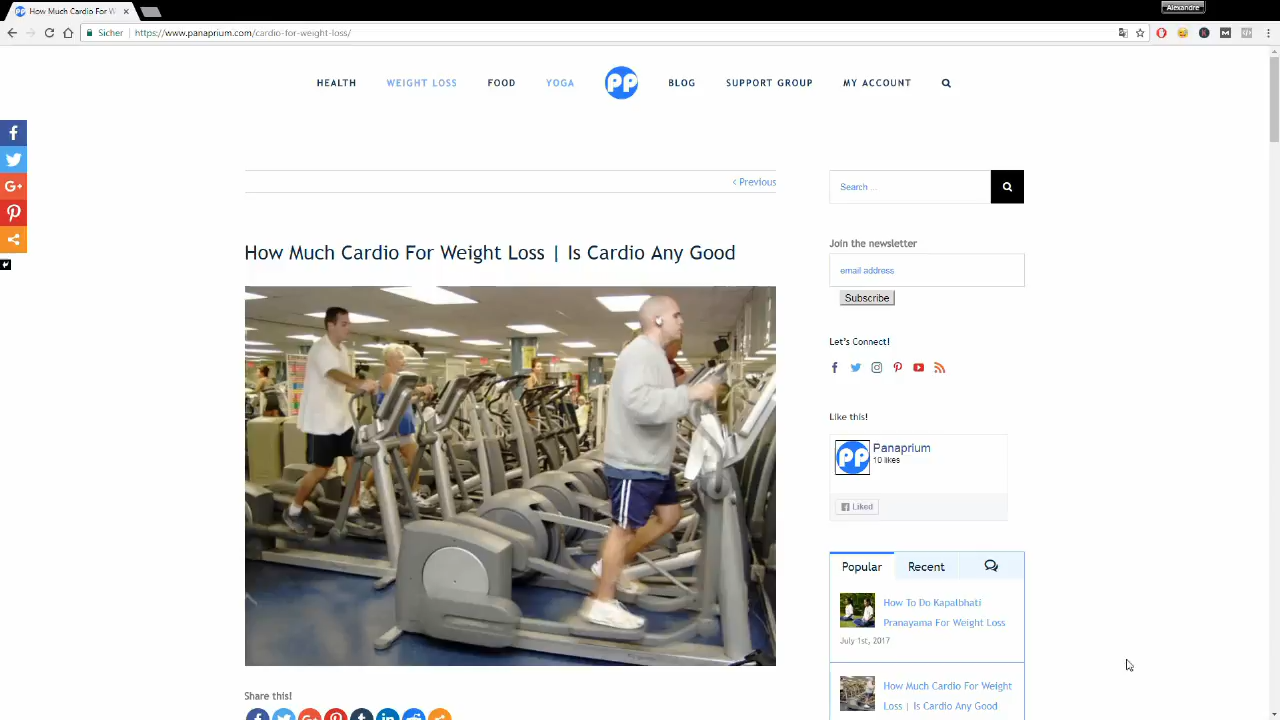 How Much Cardio For W
Alexandre
Sicher
https://www.panaprium.com/cardio-for-weight-loss/
HEALTH
WEIGHT LOSS
FOOD
YOGA
PP
BLOG
SUPPORT GROUP
MY ACCOUNT
Previous
Search ...
How Much Cardio For Weight Loss | Is Cardio Any Good
Join the newsletter
email address
Subscribe
Let's Connect!
Like this!
PP
Panaprium
10 likes
Liked
Popular
Recent
How To Do Kapalbhati
Pranayama For Weight Loss
July 1st, 2017
How Much Cardio For Weight
Loss | Is Cardio Any Good
Share this!